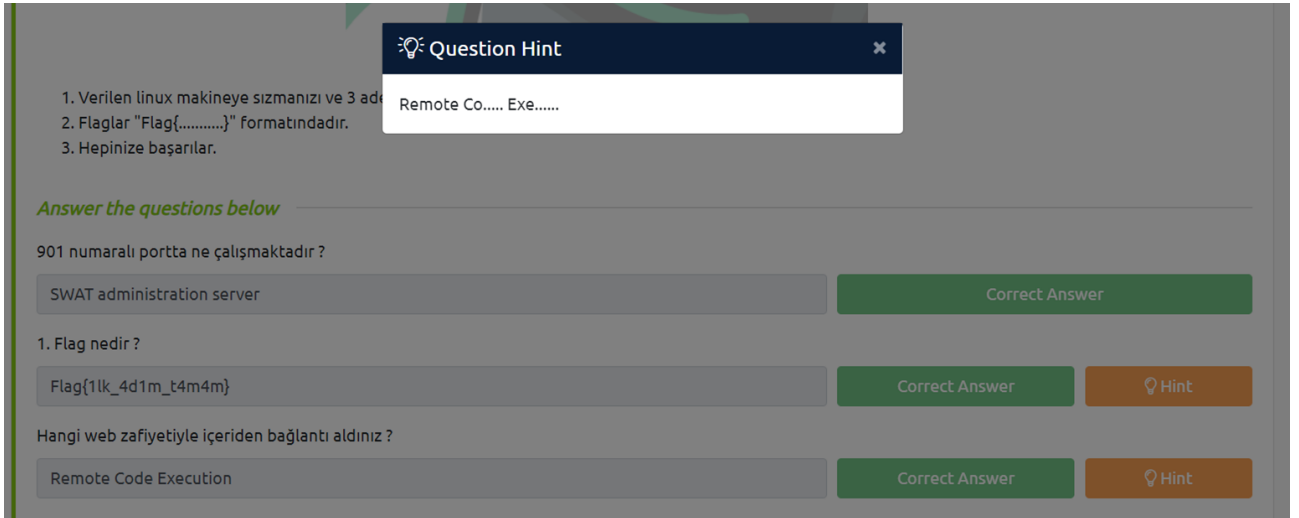 Question Hint
Remote Co..... Exe......
1. Verilen linux makineye sızmanızı ve 3 ade
2. Flaglar "Flag{...........}" formatındadır.
3. Hepinize başarılar.
Answer the questions below
901 numaralı portta ne çalışmaktadır ?
SWAT administration server Correct Answer
1. Flag nedir ?
Flag{1lk_4d1m_t4m4m} Correct Answer Hint
Hangi web zafiyetiyle içeriden bağlantı aldınız ?
Remote Code Execution Correct Answer Hint